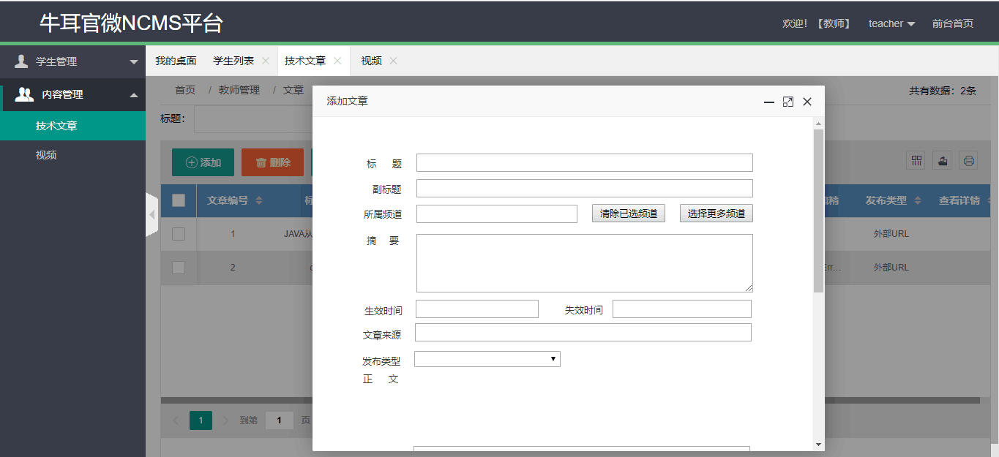 牛耳官微NCMS平台
欢迎! 【教师】 teacher 前台首页
学生管理
内容管理
技术文章
视频
我的桌面 学生列表 技术文章 视频
首页 / 教师管理 / 文章
共有数据：2条
标题：
添加 删除
文章编号
发布类型 查看详情
1 JAVA从 外部URL
2 Err... 外部URL
1 到第 1 页
添加文章
标 题
副标题
所属频道 清除已选频道 选择更多频道
摘 要
生效时间 失效时间
文章来源
发布类型
正 文